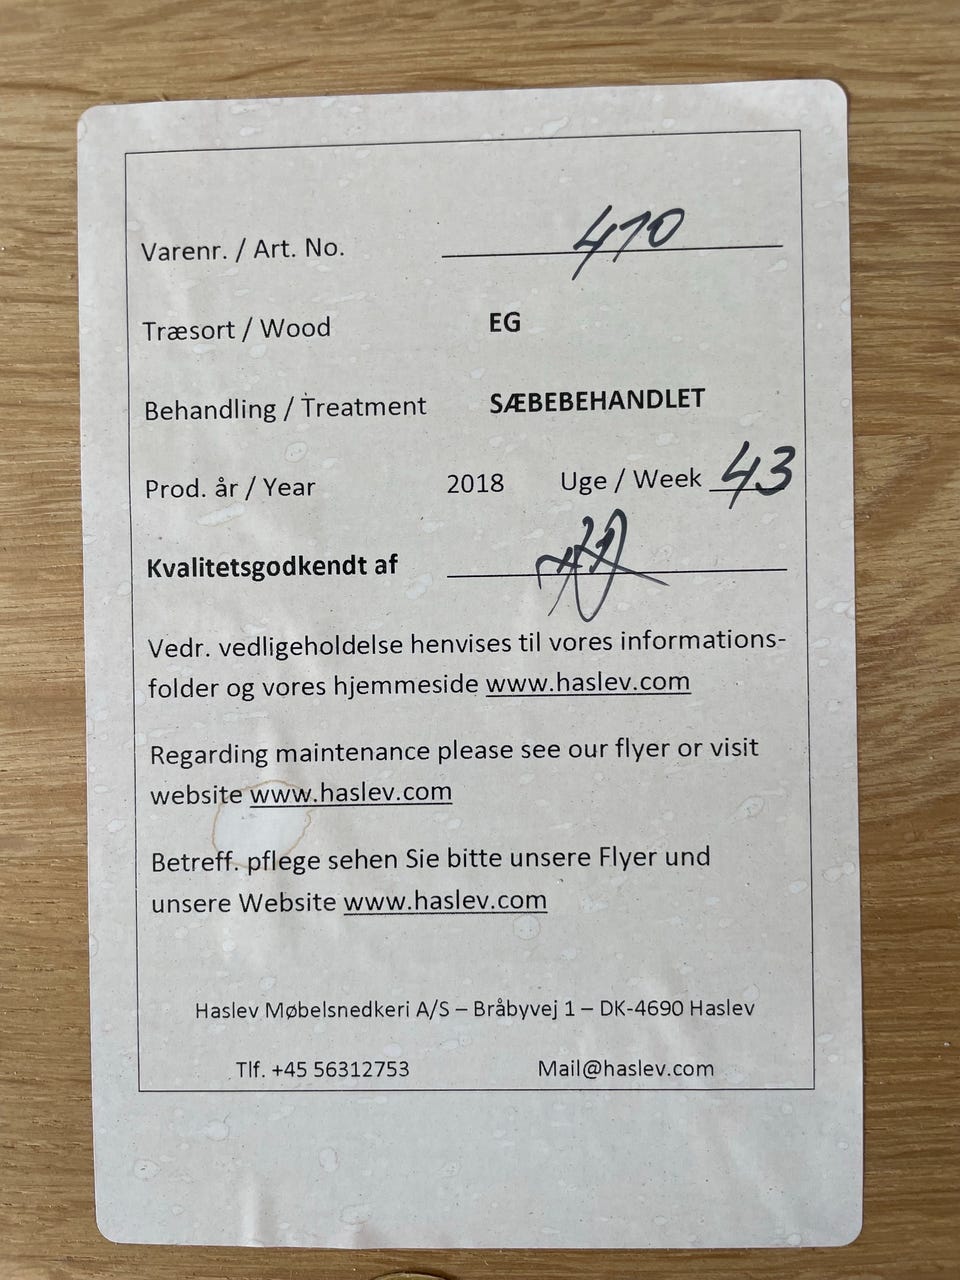 Varenr. / Art. No. 410
Træsort / Wood EG
Behandling / Treatment SÆBEBEHANDLET
Prod. år / Year 2018 Uge / Week 43
Kvalitetsgodkendt af
Vedr. vedligeholdelse henvises til vores informations-
folder og vores hjemmeside www.haslev.com
Regarding maintenance please see our flyer or visit
website www.haslev.com
Betreff. pflege sehen Sie bitte unsere Flyer und
unsere Website www.haslev.com
Haslev Møbelsnedkeri A/S – Bråbyvej 1 – DK-4690 Haslev
Tlf. +45 56312753 Mail@haslev.com